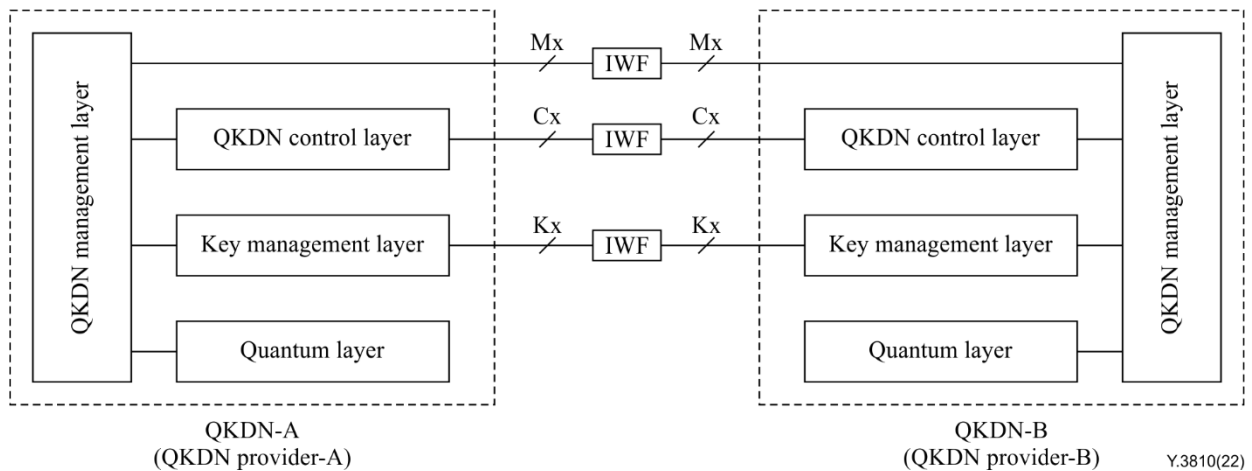 Mx
IWF
Mx
QKDN management layer
QKDN control layer
Cx
IWF
Cx
QKDN control layer
QKDN management layer
Key management layer
Kx
IWF
Kx
Key management layer
Quantum layer
Quantum layer
QKDN-A
(QKDN provider-A)
QKDN-B
(QKDN provider-B)
Y.3810(22)